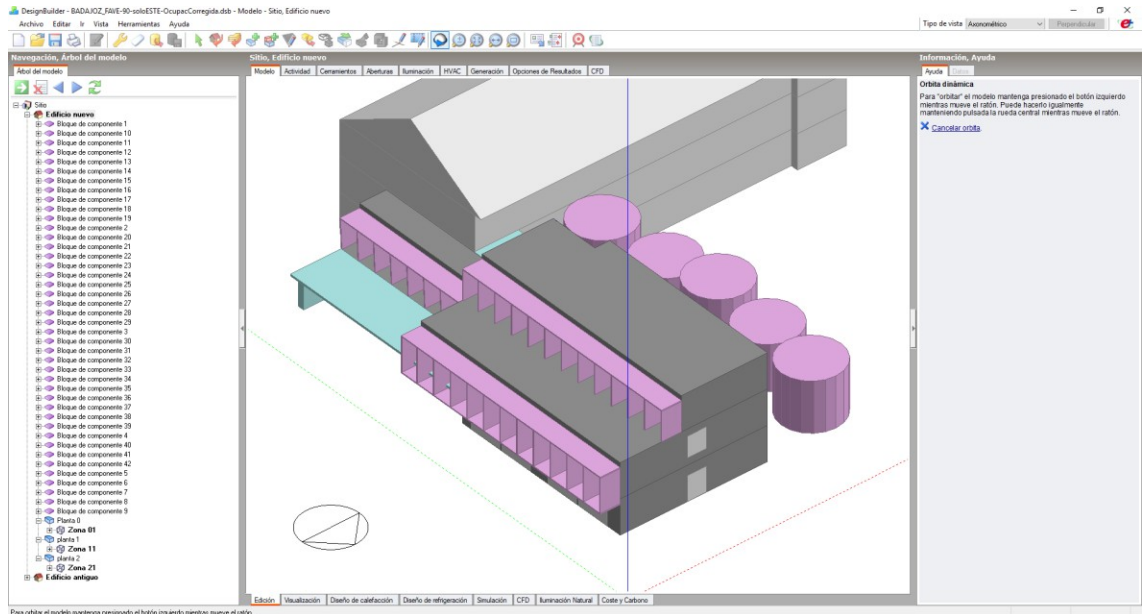 DesignBuilder - BADAJOZ_FAVE-90-soloESTE-OcupacCorregida.dsb - Modelo - Sitio, Edificio nuevo
Archivo Editar Ir Vista Herramientas Ayuda
Tipo de vista Axonométrico Perpendicular
Navegación, Árbol del modelo
Árbol del modelo
Sitio
Edificio nuevo
Bloque de componente 1
Bloque de componente 10
Bloque de componente 11
Bloque de componente 12
Bloque de componente 13
Bloque de componente 14
Bloque de componente 15
Bloque de componente 16
Bloque de componente 17
Bloque de componente 18
Bloque de componente 19
Bloque de componente 2
Bloque de componente 20
Bloque de componente 21
Bloque de componente 22
Bloque de componente 23
Bloque de componente 24
Bloque de componente 25
Bloque de componente 26
Bloque de componente 27
Bloque de componente 28
Bloque de componente 29
Bloque de componente 3
Bloque de componente 30
Bloque de componente 31
Bloque de componente 32
Bloque de componente 33
Bloque de componente 34
Bloque de componente 35
Bloque de componente 36
Bloque de componente 37
Bloque de componente 38
Bloque de componente 39
Bloque de componente 4
Bloque de componente 40
Bloque de componente 41
Bloque de componente 42
Bloque de componente 5
Bloque de componente 6
Bloque de componente 7
Bloque de componente 8
Bloque de componente 9
Planta 0
Zona 01
planta 1
Zona 11
planta 2
Zona 21
Edificio antiguo
Sitio, Edificio nuevo
Modelo Actividad Cerramientos Aberturas Iluminación HVAC Generación Opciones de Resultados CFD
Edición Visualización Diseño de calefacción Diseño de refrigeración Simulación CFD Iluminación Natural Coste y Carbono
Información, Ayuda
Ayuda Datos
Orbita dinámica
Para "orbitar" el modelo mantenga presionado el botón izquierdo
mientras mueve el ratón. Puede hacerlo igualmente
manteniendo pulsada la rueda central mientras mueve el ratón.
Cancelar orbita.
Para orbitar el modelo mantenga presionado el botón izquierdo mientras mueve el ratón.